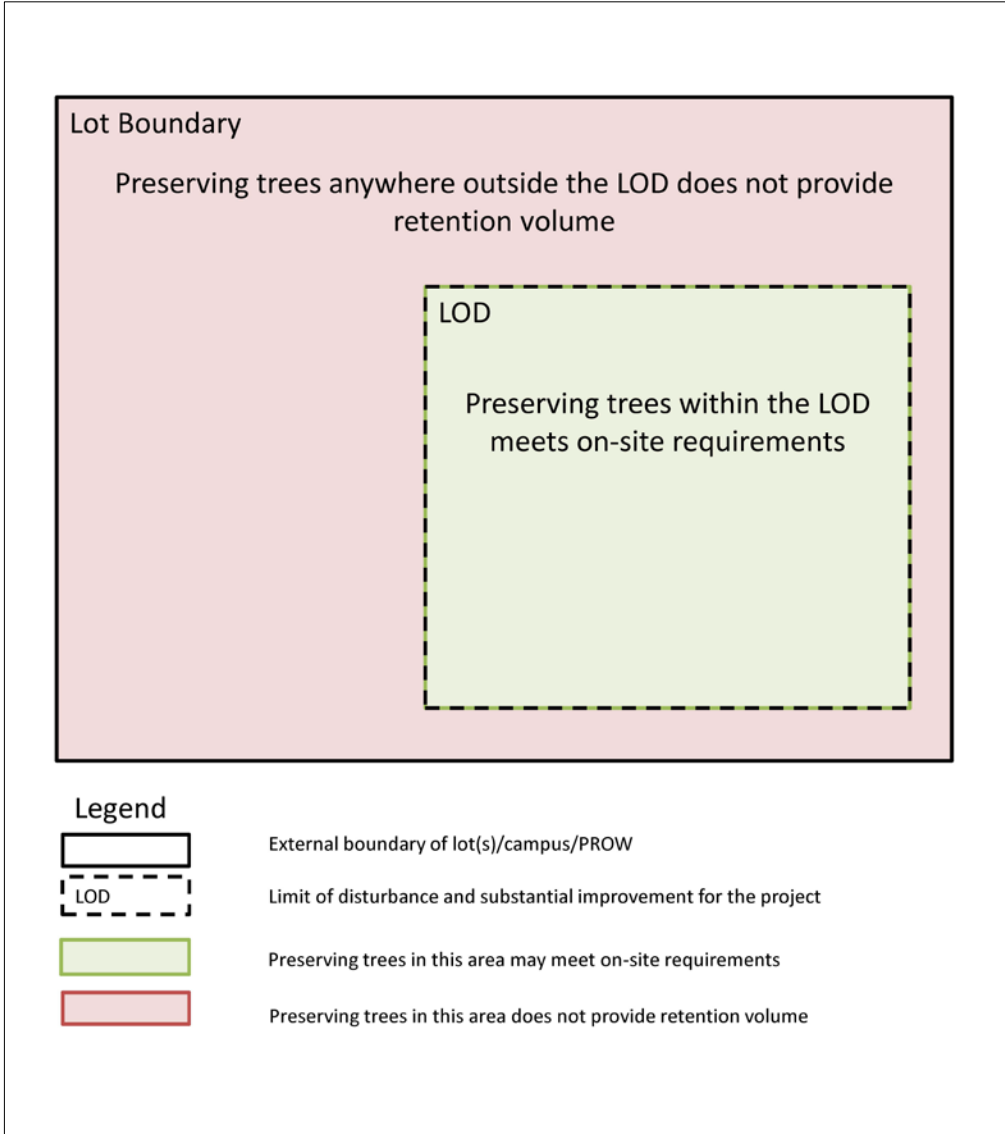 Lot Boundary
Preserving trees anywhere outside the LOD does not provide
retention volume
LOD
Preserving trees within the LOD
meets on-site requirements
Legend
External boundary of lot(s)/campus/PROW
LOD
Limit of disturbance and substantial improvement for the project
Preserving trees in this area may meet on-site requirements
Preserving trees in this area does not provide retention volume